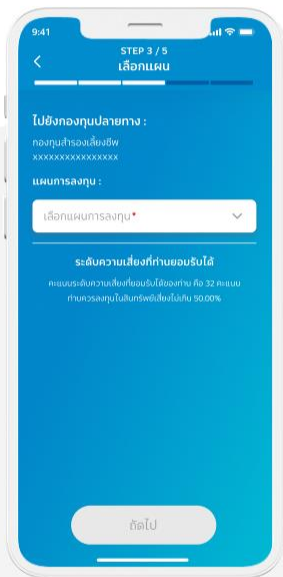 9:41
STEP 3 / 5
เลือกแผน
ไปยังกองทุนปลายทาง :
กองทุนสำรองเลี้ยงชีพ
xxxxxxxxxxxxxxxx
แผนการลงทุน :
เลือกแผนการลงทุน*
ระดับความเสี่ยงที่ท่านยอมรับได้
คะแนนระดับความเสี่ยงที่ยอมรับได้ของท่าน คือ 32 คะแนน
ท่านควรลงทุนในสินทรัพย์เสี่ยงไม่เกิน 50.00%
ถัดไป